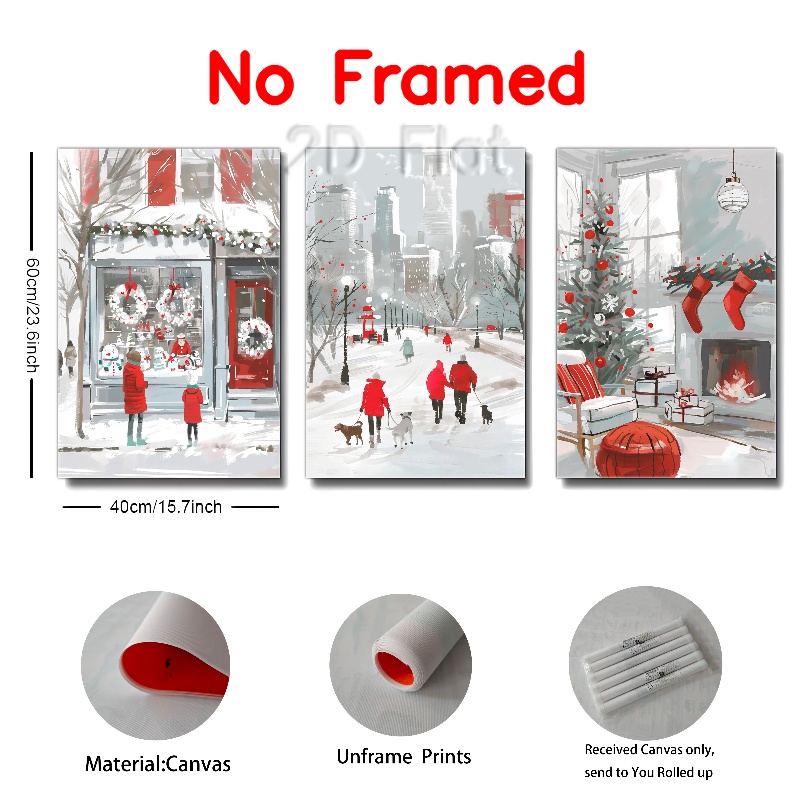 No Framed
2D Flat
60cm/23.6inch
40cm/15.7inch
Material:Canvas
Unframe Prints
Received Canvas only,
send to You Rolled up